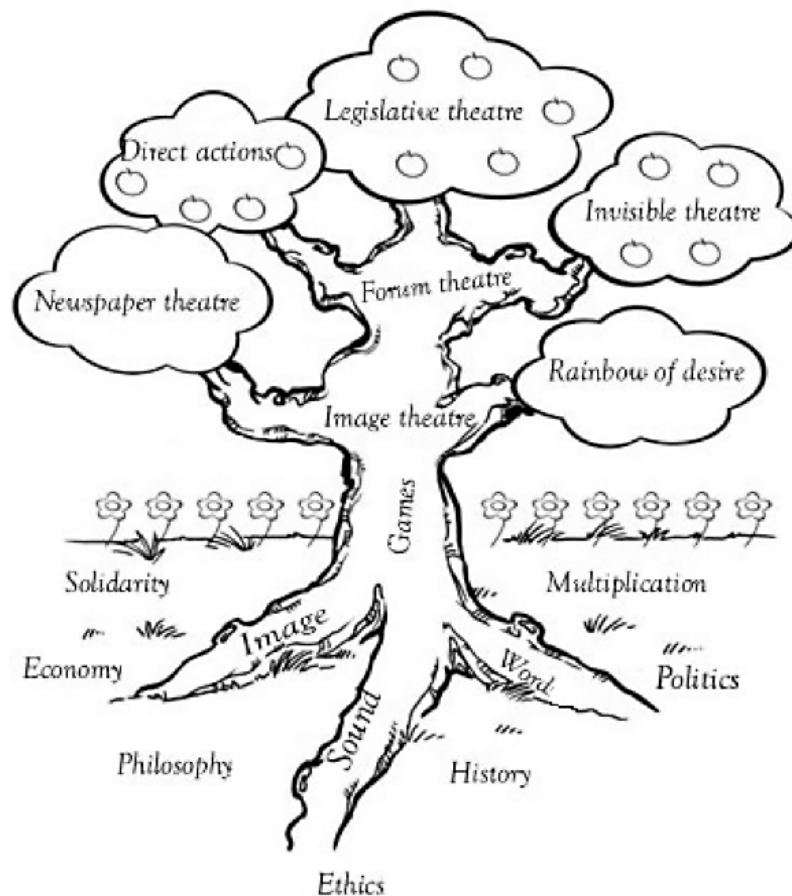 Legislative theatre
Direct actions
Invisible theatre
Forum theatre
Newspaper theatre
Rainbow of desire
Image theatre
Games
Solidarity
Multiplication
Image
Word
Economy
Politics
Sound
Philosophy
History
Ethics